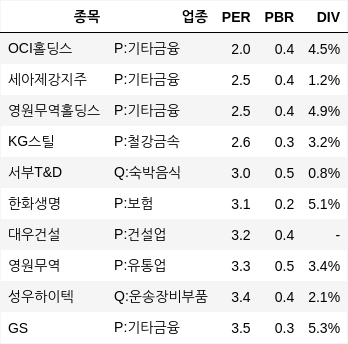 종목 업종 PER PBR DIV
OCI홀딩스 P:기타금융 2.0 0.4 4.5%
세아제강지주 P:기타금융 2.5 0.4 1.2%
영원무역홀딩스 P:기타금융 2.5 0.4 4.9%
KG스틸 P:철강금속 2.6 0.3 3.2%
서부T&D Q:숙박음식 3.0 0.5 0.8%
한화생명 P:보험 3.1 0.2 5.1%
대우건설 P:건설업 3.2 0.4 -
영원무역 P:유통업 3.3 0.5 3.4%
성우하이텍 Q:운송장비부품 3.4 0.4 2.1%
GS P:기타금융 3.5 0.3 5.3%